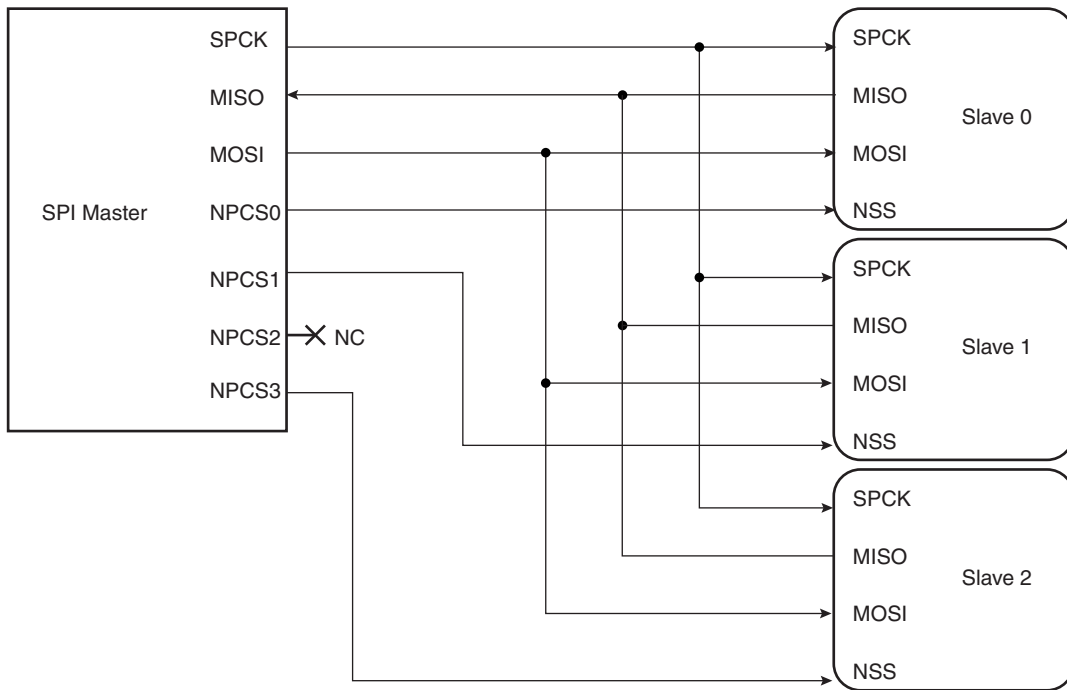 SPCK
MISO
MOSI
SPI Master
NPCS0
NPCS1
NPCS2
NC
NPCS3
SPCK
MISO
Slave 0
MOSI
NSS
SPCK
MISO
Slave 1
MOSI
NSS
SPCK
MISO
Slave 2
MOSI
NSS